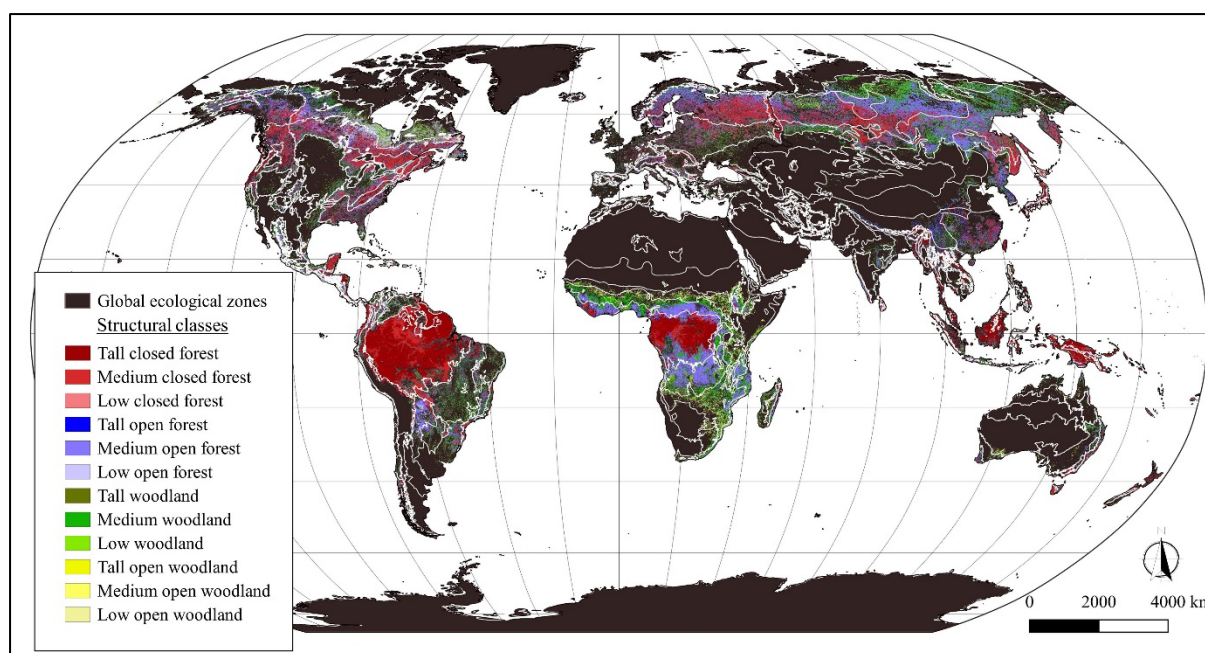 Global ecological zones
Structural classes
Tall closed forest
Medium closed forest
Low closed forest
Tall open forest
Medium open forest
Low open forest
Tall woodland
Medium woodland
Low woodland
Tall open woodland
Medium open woodland
Low open woodland
N
0 2000 4000 km